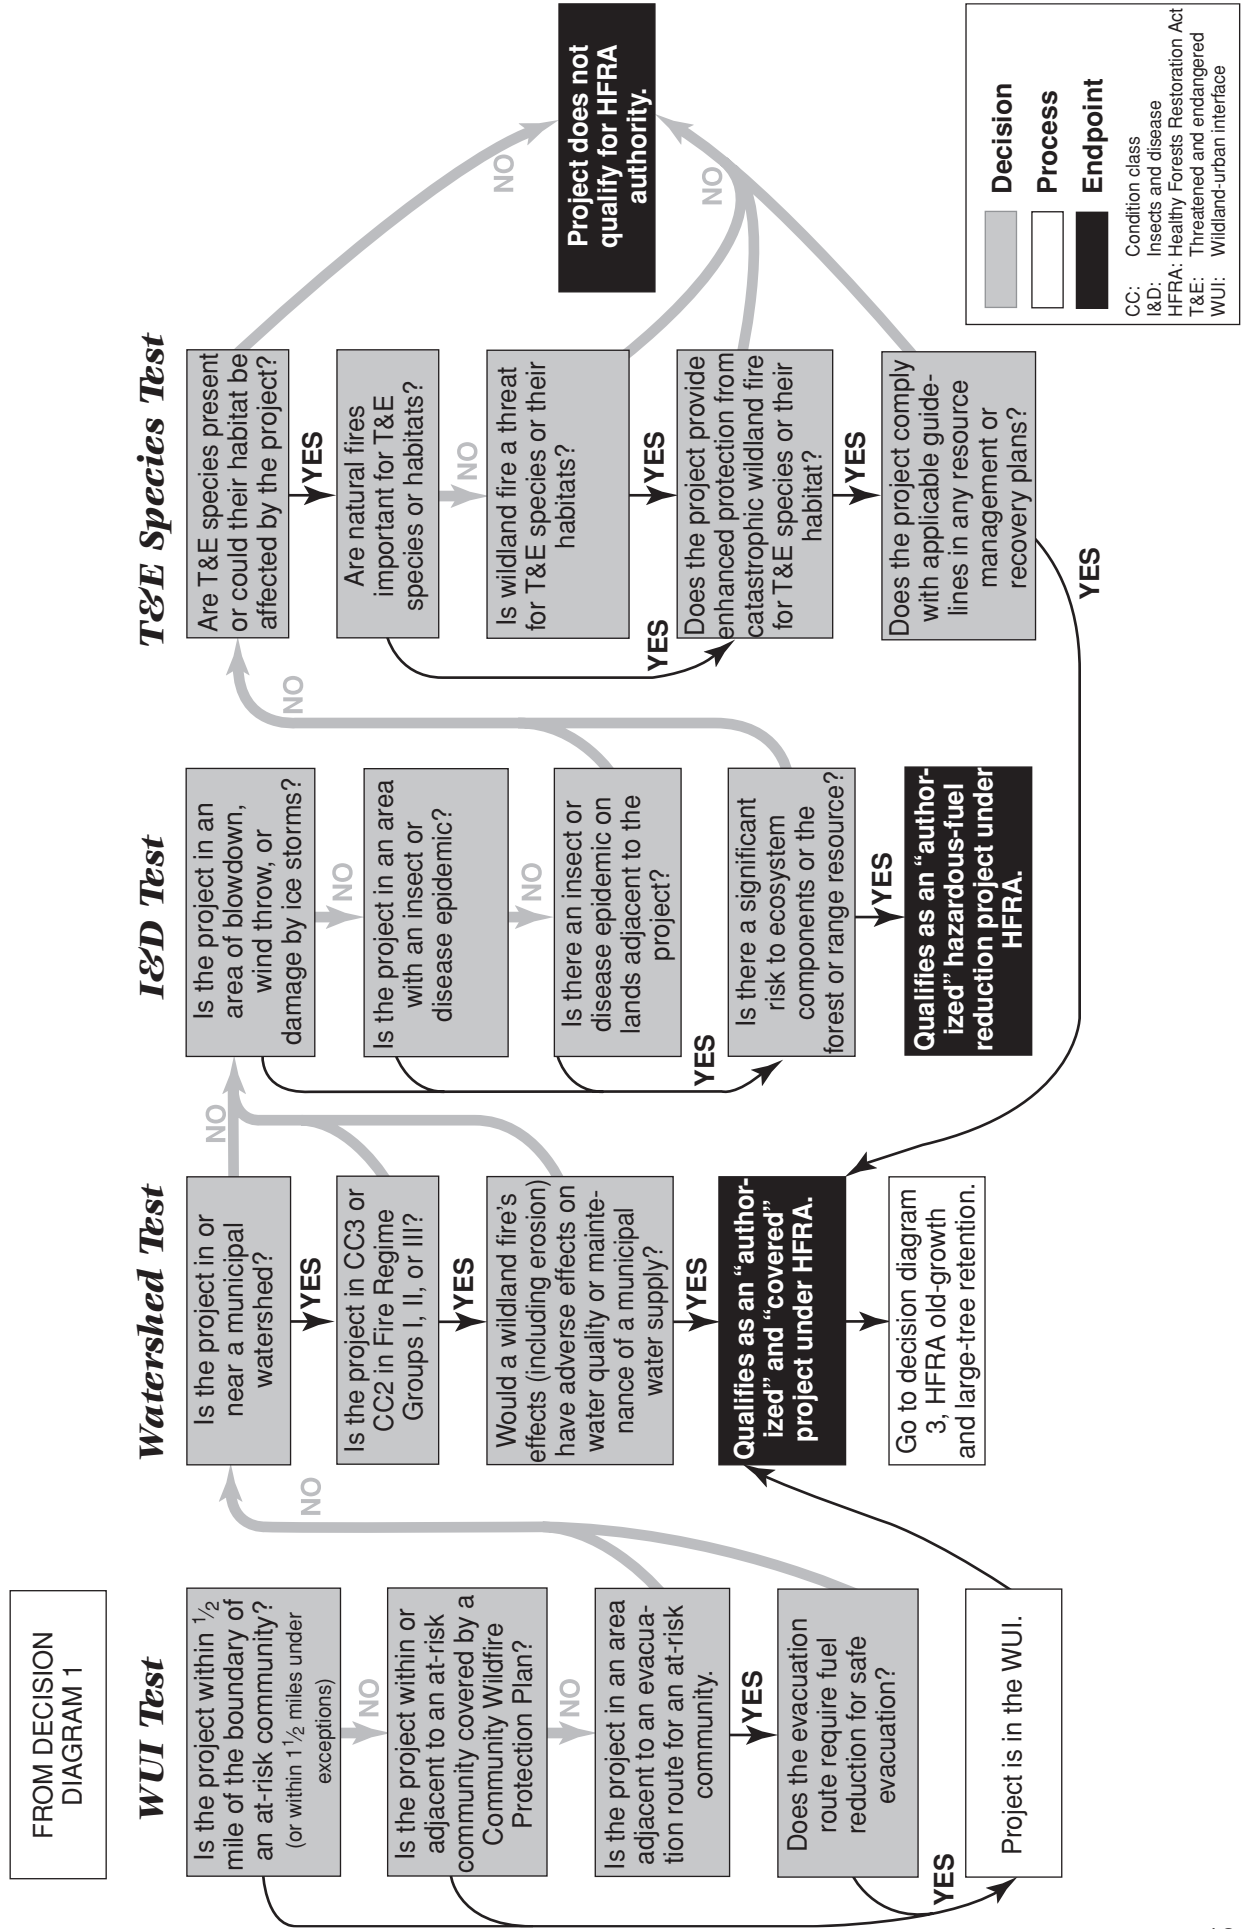 FROM DECISION
DIAGRAM 1
WUI Test
Is the project within 1/2
mile of the boundary of
an at-risk community?
(or within 1 1/2 miles under
exceptions)
NO
Is the project within or
adjacent to an at-risk
community covered by a
Community Wildfire
Protection Plan?
NO
Is the project in an area
adjacent to an evacua-
tion route for an at-risk
community.
YES
Does the evacuation
route require fuel
reduction for safe
evacuation?
YES
Project is in the WUI.
NO
Watershed Test
Is the project in or
near a municipal
watershed?
YES
Is the project in CC3 or
CC2 in Fire Regime
Groups I, II, or III?
YES
Would a wildland fire's
effects (including erosion)
have adverse effects on
water quality or mainte-
nance of a municipal
water supply?
YES
Qualifies as an “author-
ized” and “covered”
project under HFRA.
Go to decision diagram
3, HFRA old-growth
and large-tree retention.
NO
I&D Test
Is the project in an
area of blowdown,
wind throw, or
damage by ice storms?
NO
Is the project in an area
with an insect or
disease epidemic?
NO
Is there an insect or
disease epidemic on
lands adjacent to the
project?
YES
Is there a significant
risk to ecosystem
components or the
forest or range resource?
YES
Qualifies as an “author-
ized” hazardous-fuel
reduction project under
HFRA.
NO
T&E Species Test
Are T&E species present
or could their habitat be
affected by the project?
YES
Are natural fires
important for T&E
species or habitats?
NO
Is wildland fire a threat
for T&E species or their
habitats?
YES
YES
Does the project provide
enhanced protection from
catastrophic wildland fire
for T&E species or their
habitat?
YES
Does the project comply
with applicable guide-
lines in any resource
management or
recovery plans?
YES
NO
NO
Project does not
qualify for HFRA
authority.
Decision
Process
Endpoint
CC: Condition class
I&D: Insects and disease
HFRA: Healthy Forests Restoration Act
T&E: Threatened and endangered
WUI: Wildland-urban interface